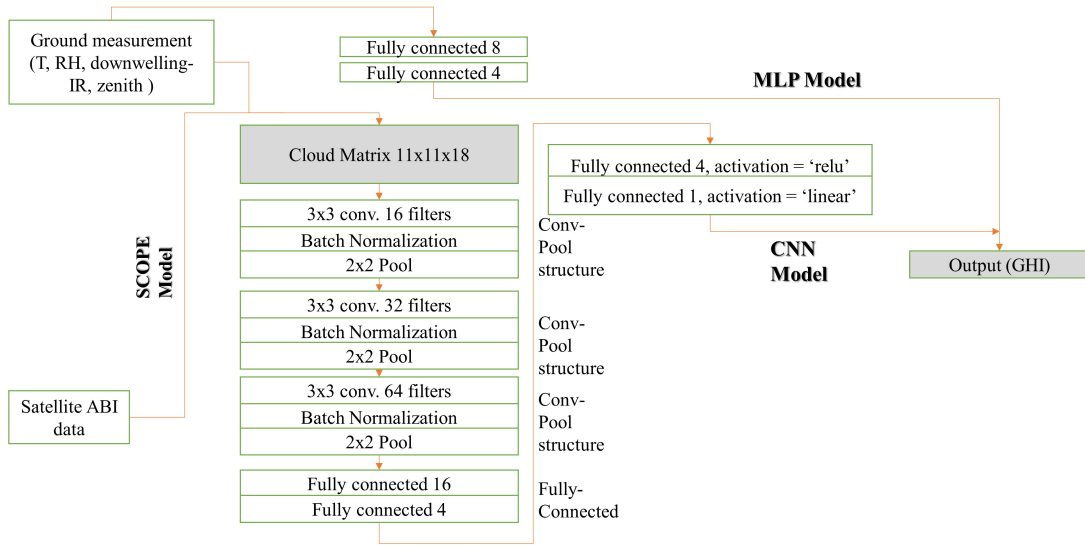 Ground measurement
(T, RH, downwelling-
IR, zenith )
Fully connected 8
Fully connected 4
MLP Model
Cloud Matrix 11x11x18
Fully connected 4, activation = ‘relu’
Fully connected 1, activation = ‘linear’
SCOPE
Model
3x3 conv. 16 filters
Batch Normalization
2x2 Pool
Conv-
Pool
structure
CNN
Model
Output (GHI)
3x3 conv. 32 filters
Batch Normalization
2x2 Pool
Conv-
Pool
structure
Satellite ABI
data
3x3 conv. 64 filters
Batch Normalization
2x2 Pool
Conv-
Pool
structure
Fully connected 16
Fully connected 4
Fully-
Connected